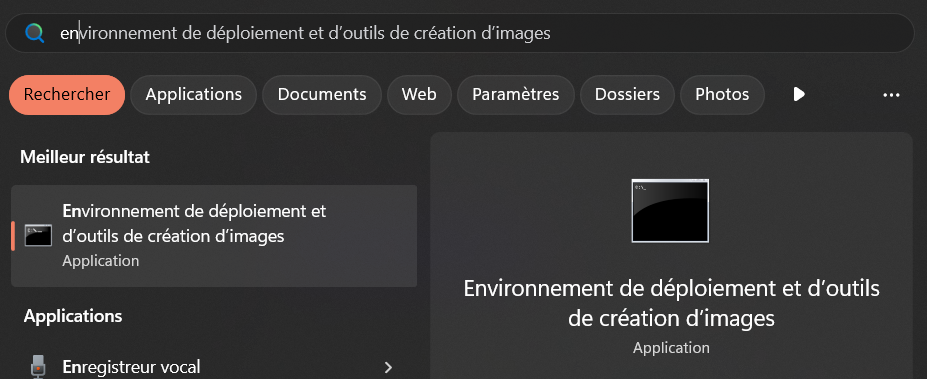 environnement de déploiement et d’outils de création d’images
Rechercher Applications Documents Web Paramètres Dossiers Photos
Meilleur résultat
Environnement de déploiement et
d’outils de création d’images
Application
Applications
Enregistreur vocal
Environnement de déploiement et d’outils
de création d’images
Application